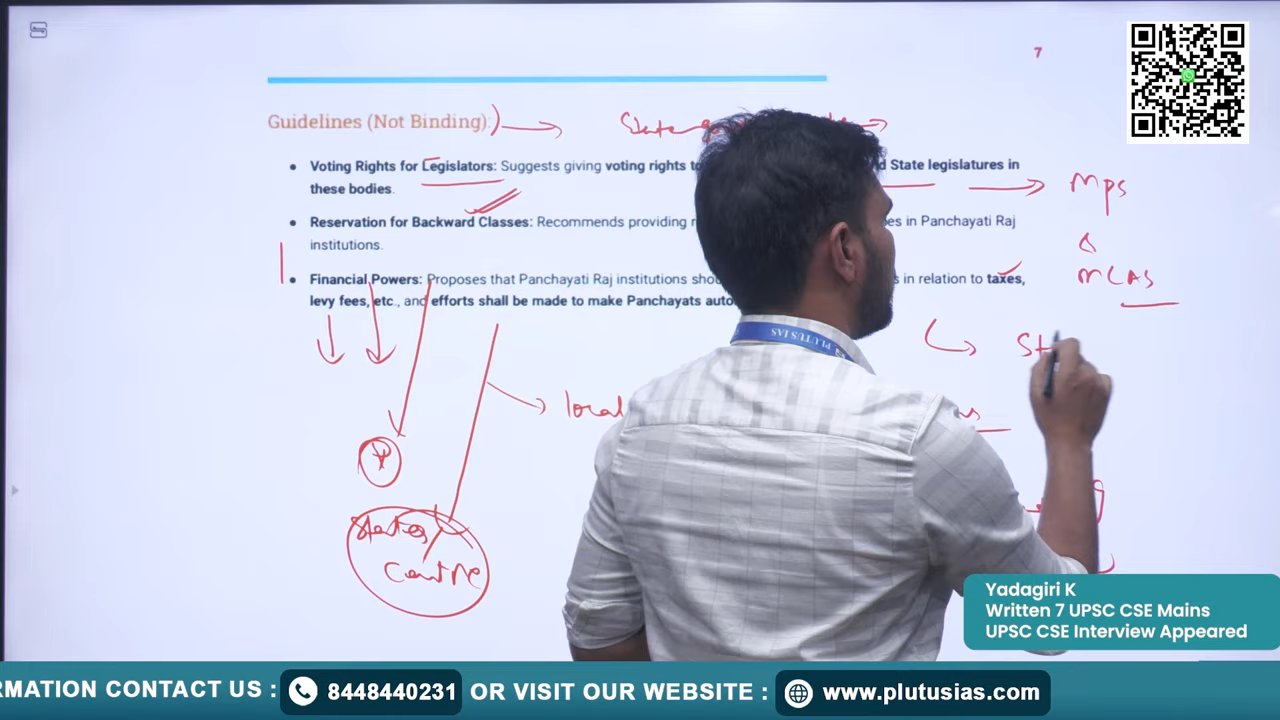 7
Guidelines (Not Binding):
Voting Rights for Legislators: Suggests giving voting rights to d State legislatures in
these bodies.
MPs
Reservation for Backward Classes: Recommends providing es in Panchayati Raj
institutions.
&
Financial Powers: Proposes that Panchayati Raj institutions in relation to taxes,
MLAs
levy fees, etc., and efforts shall be made to make Panchayats
local
States
Centre
PLUTUS IAS
Yadagiri K
Written 7 UPSC CSE Mains
UPSC CSE Interview Appeared
RMATION CONTACT US : 8448440231 OR VISIT OUR WEBSITE : www.plutusias.com